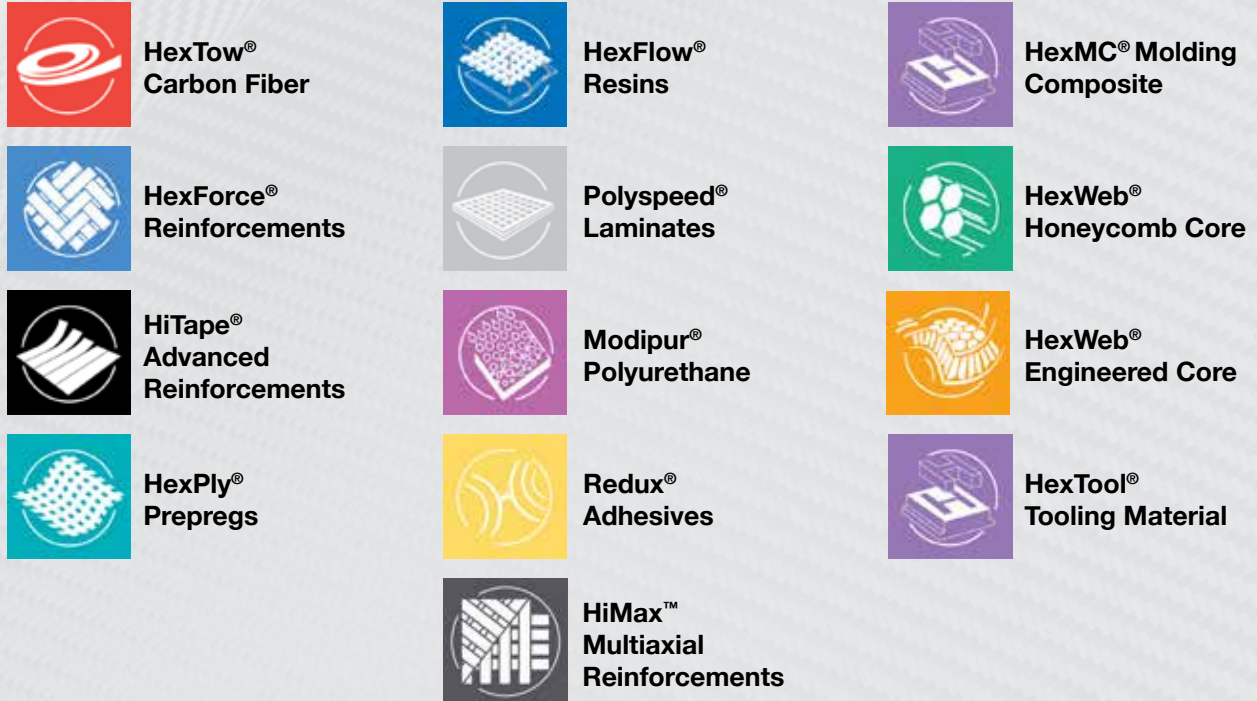 HexTow®
Carbon Fiber
HexForce®
Reinforcements
HiTape®
Advanced
Reinforcements
HexPly®
Prepregs
HexFlow®
Resins
Polyspeed®
Laminates
Modipur®
Polyurethane
Redux®
Adhesives
HiMax™
Multiaxial
Reinforcements
HexMC® Molding
Composite
HexWeb®
Honeycomb Core
HexWeb®
Engineered Core
HexTool®
Tooling Material